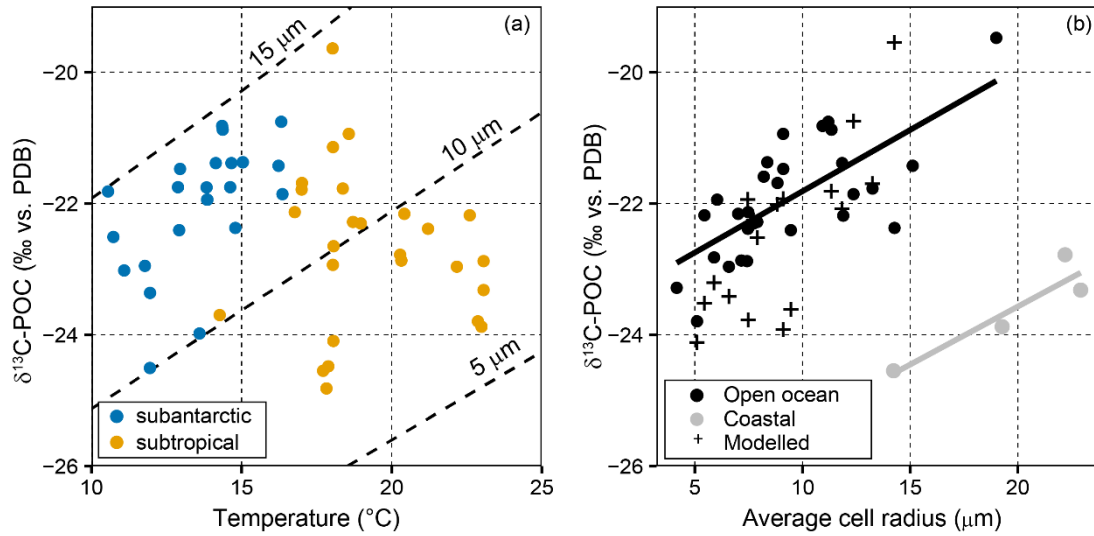 (a)
15 μm
10 μm
5 μm
−20
−22
−24
−26
δ¹³C-POC (‰ vs. PDB)
subantarctic
subtropical
10
15
20
25
Temperature (°C)
(b)
−20
−22
−24
−26
δ¹³C-POC (‰ vs. PDB)
Open ocean
Coastal
Modelled
5
10
15
20
Average cell radius (μm)